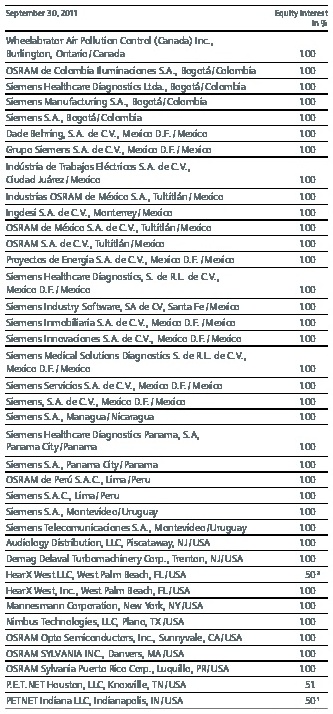 September 30, 2011 Equity interest
in %
Wheelabrator Air Pollution Control (Canada) Inc.,
Burlington, Ontario / Canada 100
OSRAM de Colombia Iluminaciones S.A., Bogotá / Colombia 100
Siemens Healthcare Diagnostics Ltda., Bogotá / Colombia 100
Siemens Manufacturing S.A., Bogotá / Colombia 100
Siemens S.A., Bogotá / Colombia 100
Dade Behring, S.A. de C.V., Mexico D.F. / Mexico 100
Grupo Siemens S.A. de C.V., Mexico D.F. / Mexico 100
Indústria de Trabajos Eléctricos S.A. de C.V.,
Ciudad Juárez / Mexico 100
Industrias OSRAM de México S.A., Tultitlán / Mexico 100
Ingdesi S.A. de C.V., Monterrey / Mexico 100
OSRAM de México S.A. de C.V., Tultitlán / Mexico 100
OSRAM S.A. de C.V., Tultitlán / Mexico 100
Proyectos de Energía S.A. de C.V., Mexico D.F. / Mexico 100
Siemens Healthcare Diagnostics, S. de R.L. de C.V.,
Mexico D.F. / Mexico 100
Siemens Industry Software, SA de CV, Santa Fe / Mexico 100
Siemens Inmobiliaria S.A. de C.V., Mexico D.F. / Mexico 100
Siemens Innovaciones S.A. de C.V., Mexico D.F. / Mexico 100
Siemens Medical Solutions Diagnostics S. de R.L. de C.V.,
Mexico D.F. / Mexico 100
Siemens Servicios S.A. de C.V., Mexico D.F. / Mexico 100
Siemens, S.A. de C.V., Mexico D.F. / Mexico 100
Siemens S.A., Managua / Nicaragua 100
Siemens Healthcare Diagnostics Panama, S.A,
Panama City / Panama 100
Siemens S.A., Panama City / Panama 100
OSRAM de Perú S.A.C., Lima / Peru 100
Siemens S.A.C., Lima / Peru 100
Siemens S.A., Montevideo / Uruguay 100
Siemens Telecomunicaciones S.A., Montevideo / Uruguay 100
Audiology Distribution, LLC, Piscataway, NJ / USA 100
Demag Delaval Turbomachinery Corp., Trenton, NJ / USA 100
HearX West LLC, West Palm Beach, FL / USA 50³
HearX West, Inc., West Palm Beach, FL / USA 100
Mannesmann Corporation, New York, NY / USA 100
Nimbus Technologies, LLC, Plano, TX / USA 100
OSRAM Opto Semiconductors, Inc., Sunnyvale, CA / USA 100
OSRAM SYLVANIA INC., Danvers, MA / USA 100
OSRAM Sylvania Puerto Rico Corp., Luquillo, PR / USA 100
P.E.T.NET Houston, LLC, Knoxville, TN / USA 51
PETNET Indiana LLC, Indianapolis, IN / USA 50¹